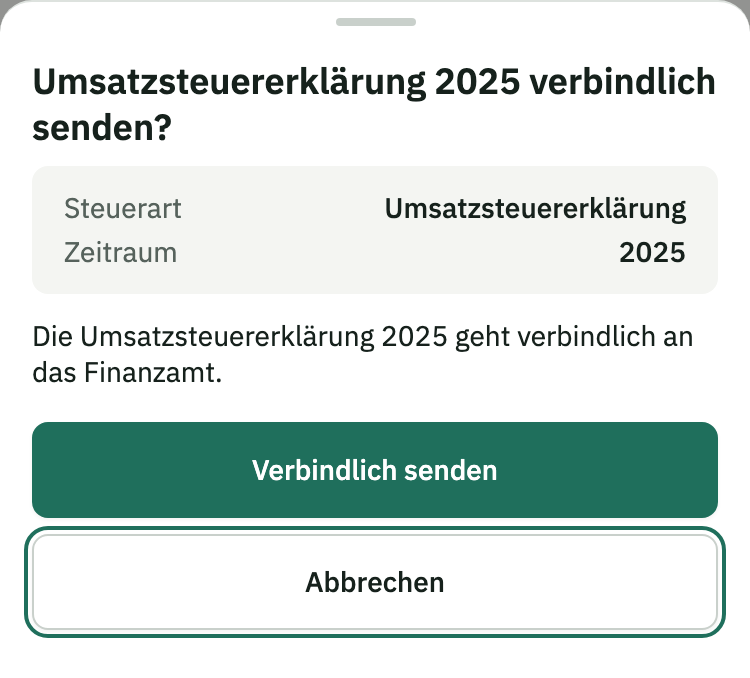 Umsatzsteuererklärung 2025 verbindlich
senden?
Steuerart Umsatzsteuererklärung
Zeitraum 2025
Die Umsatzsteuererklärung 2025 geht verbindlich an
das Finanzamt.
Verbindlich senden
Abbrechen